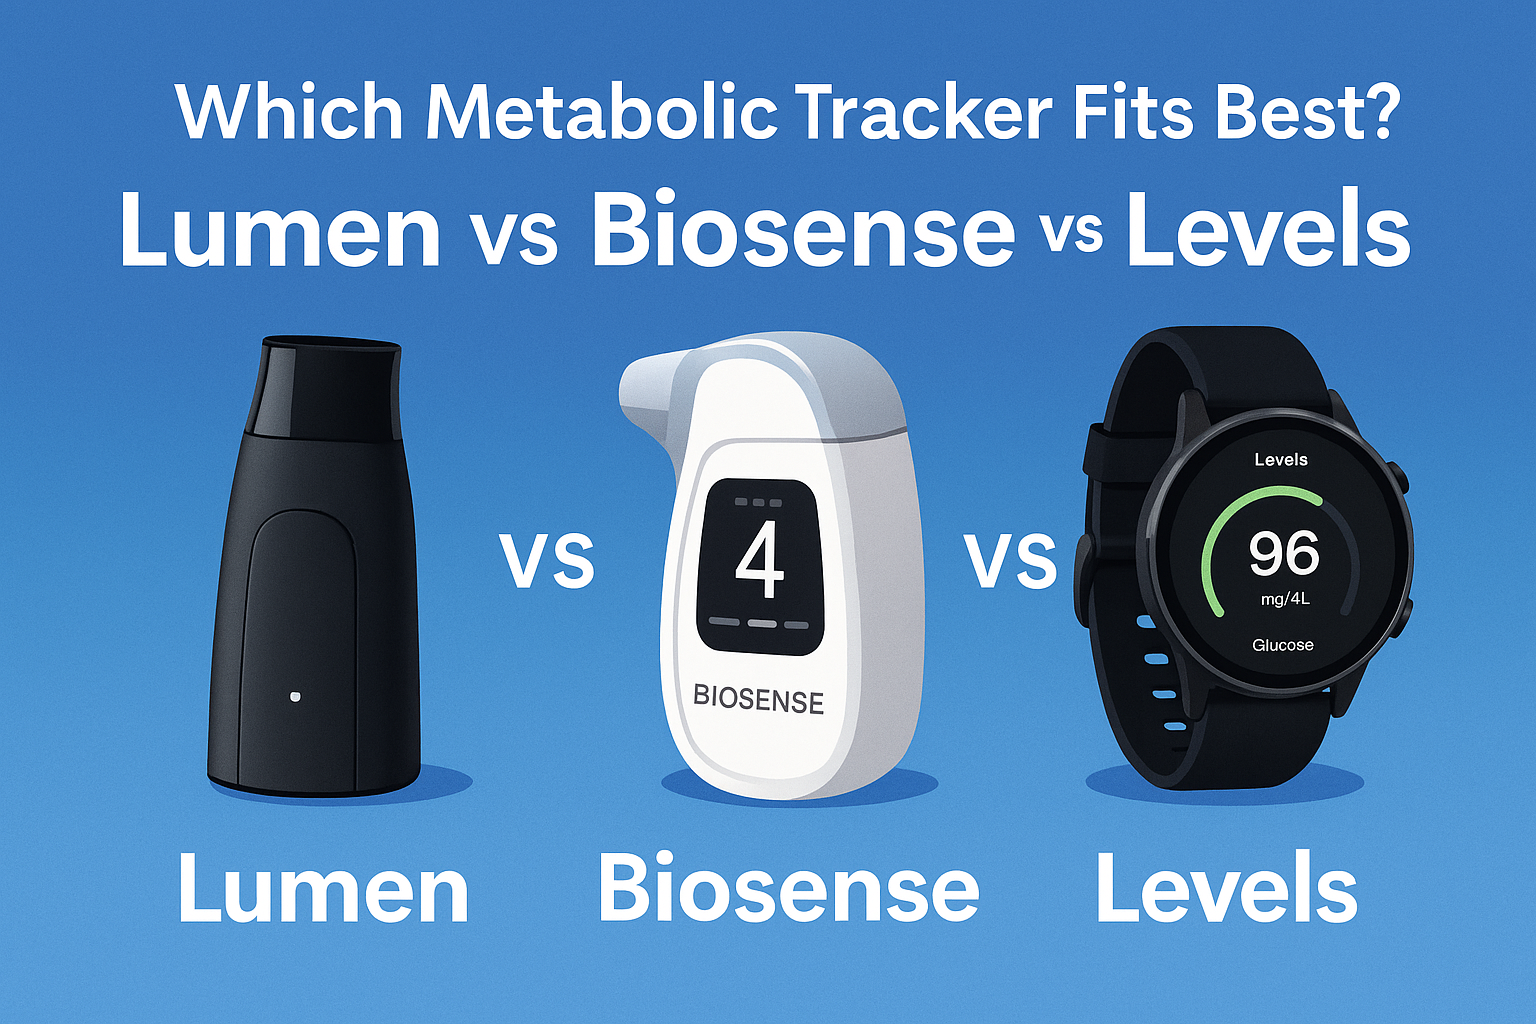 Which Metabolic Tracker Fits Best?
Lumen vs Biosense vs Levels
vs
4
BIOSENSE
vs
Levels
96
mg/4L
Glucose
Lumen
Biosense
Levels